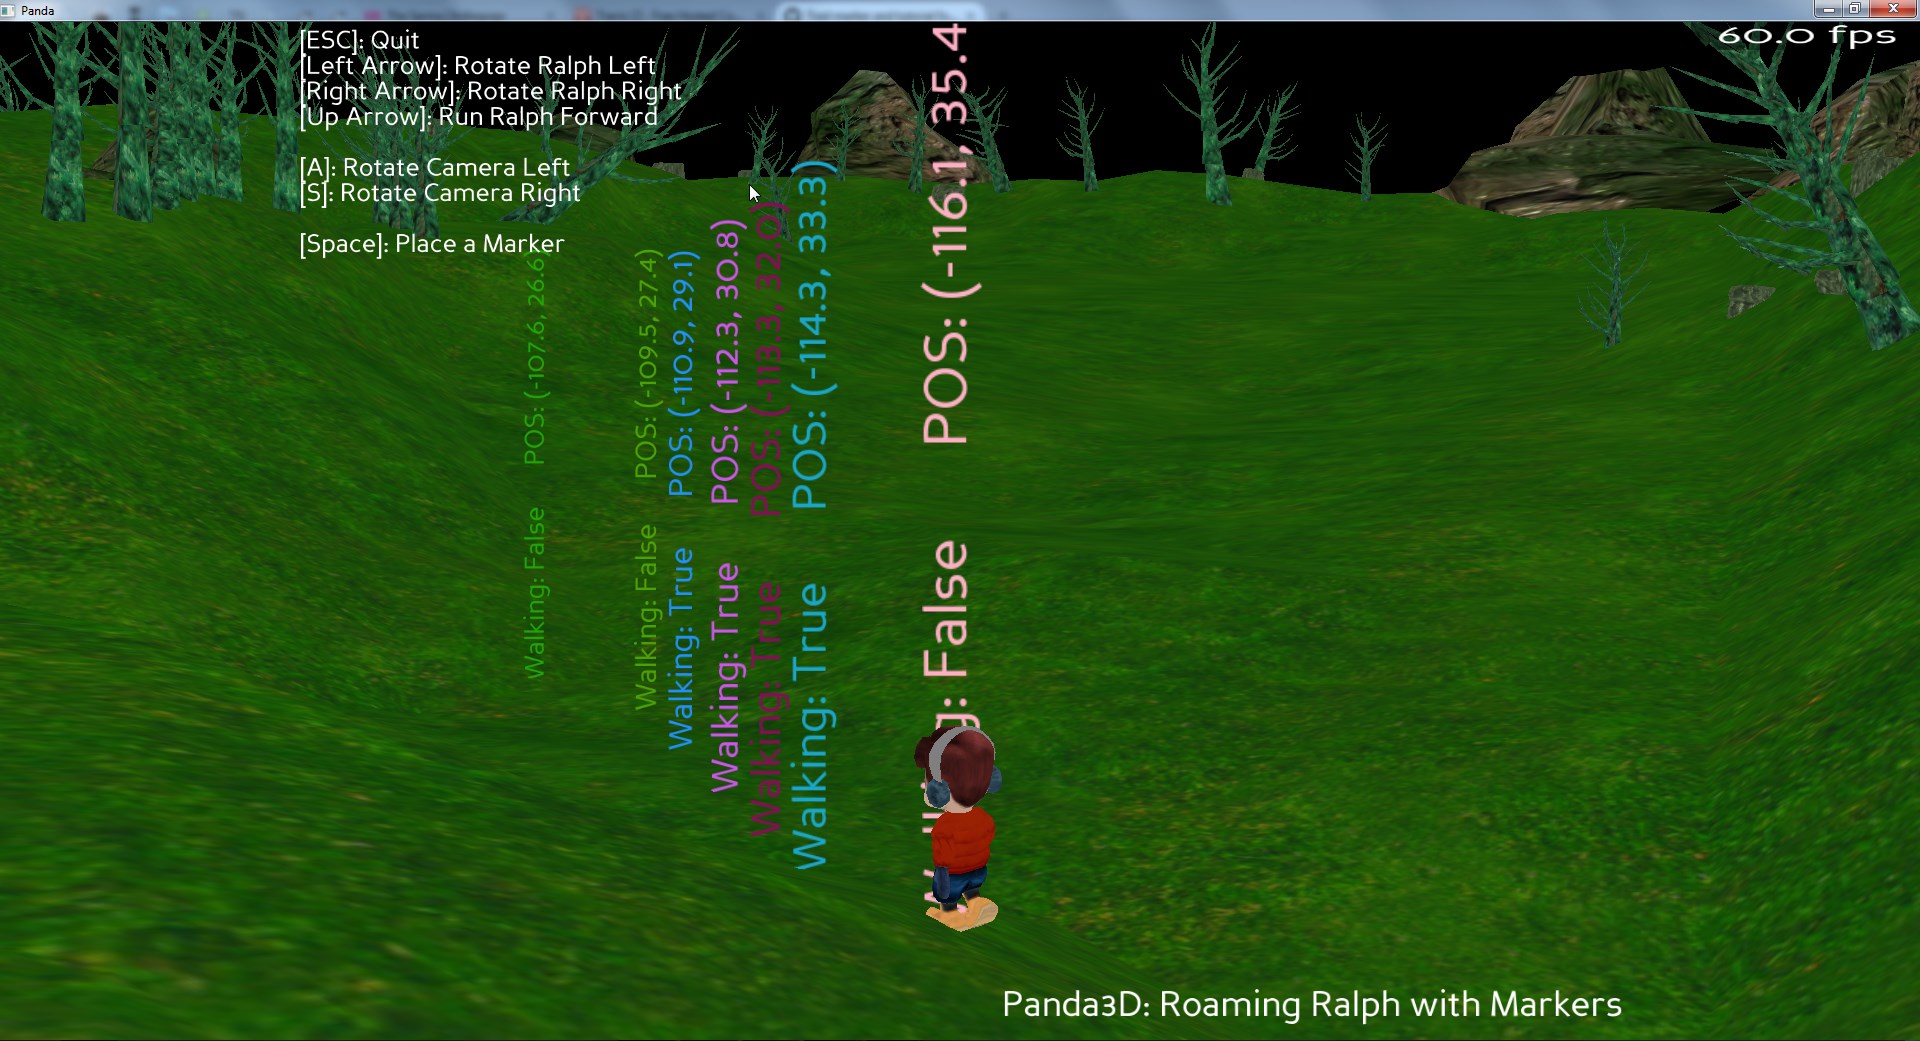 Panda
[ESC]: Quit
[Left Arrow]: Rotate Ralph Left
[Right Arrow]: Rotate Ralph Right
[Up Arrow]: Run Ralph Forward
[A]: Rotate Camera Left
[S]: Rotate Camera Right
[Space]: Place a Marker
60.0 fps
Walking: False POS: (-107.6, 26.6)
Walking: False POS: (-109.5, 27.4)
Walking: True POS: (-110.9, 29.1)
Walking: True POS: (-112.3, 30.8)
Walking: True POS: (-113.3, 32.0)
Walking: True POS: (-114.3, 33.3)
False POS: (-116.1, 35.4
Panda3D: Roaming Ralph with Markers